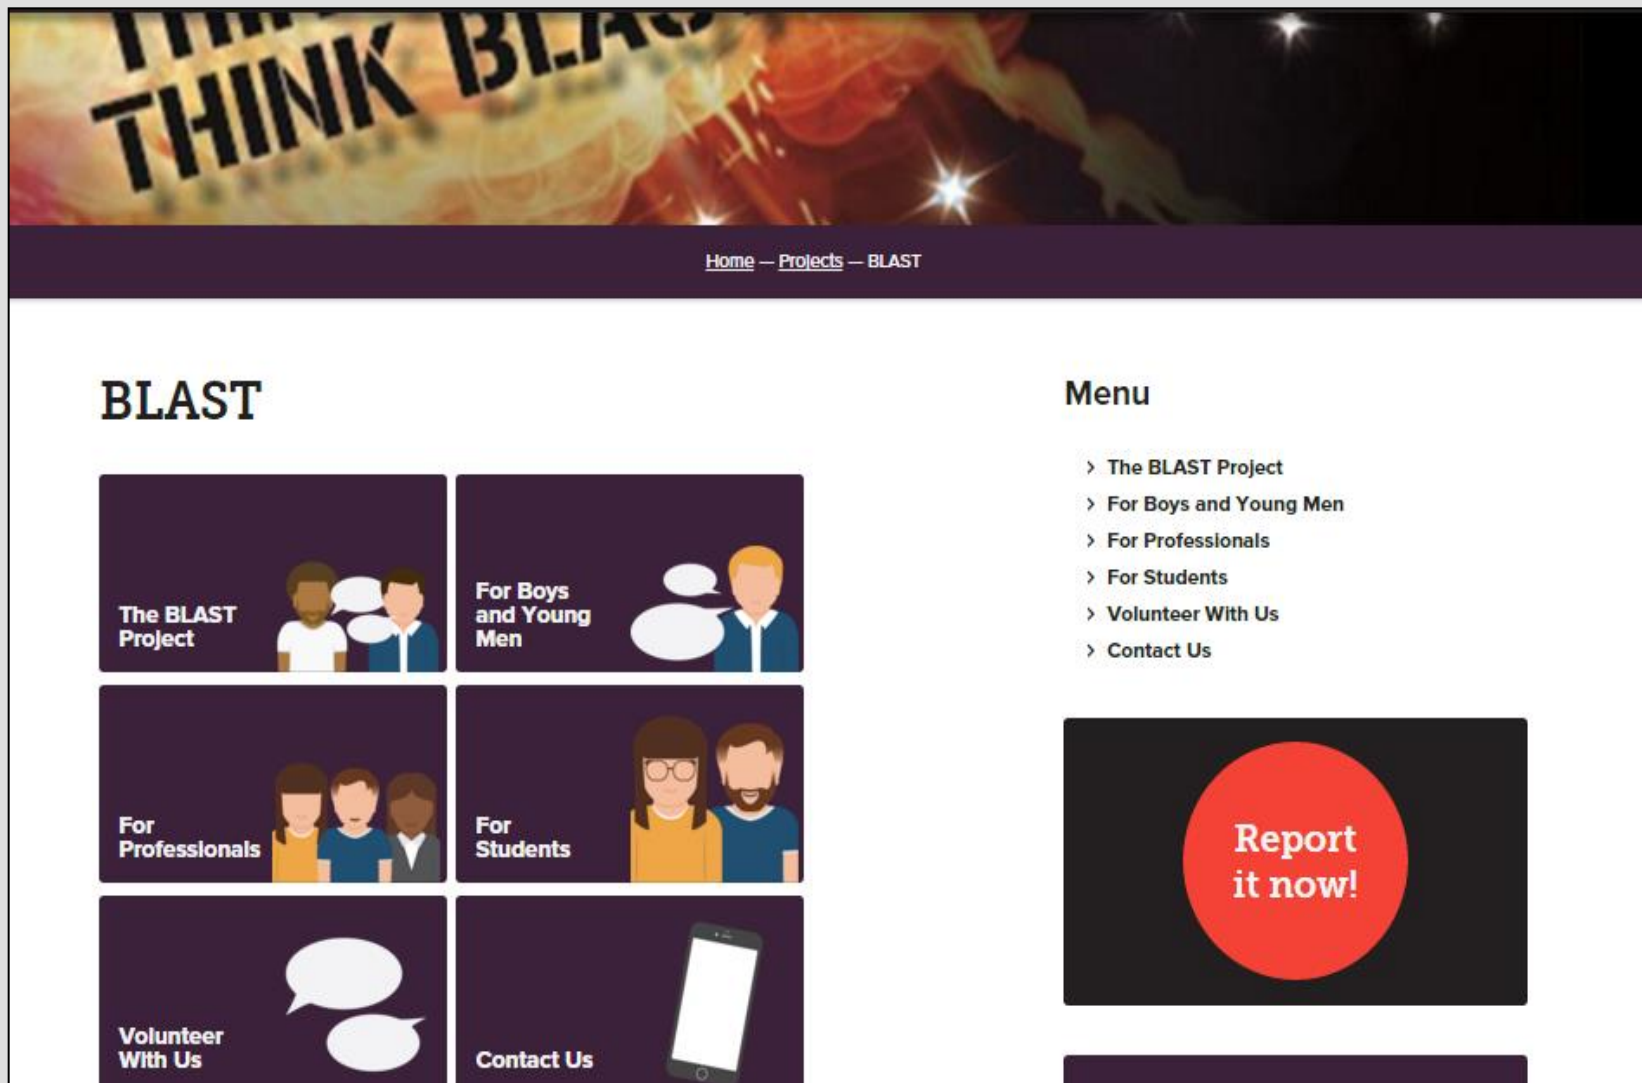 THINK BLAST
Home — Projects — BLAST
BLAST
The BLAST
Project
For Boys
and Young
Men
For
Professionals
For
Students
Volunteer
With Us
Contact Us
Menu
The BLAST Project
For Boys and Young Men
For Professionals
For Students
Volunteer With Us
Contact Us
Report
it now!